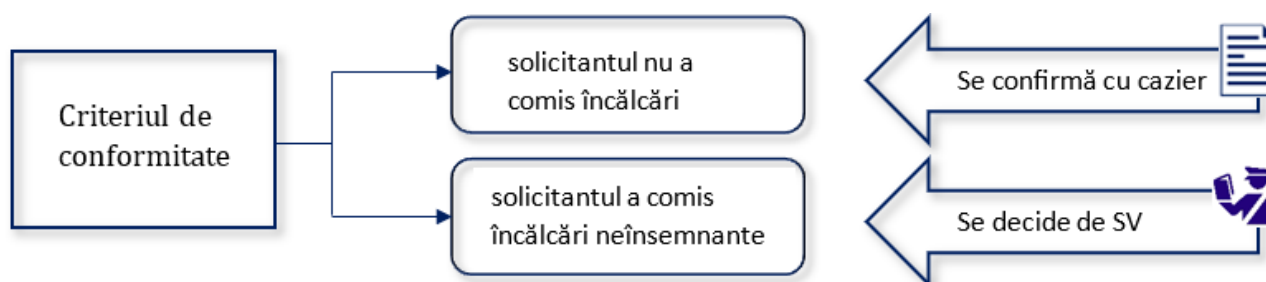 Criteriul de
conformitate
solicitantul nu a
comis încălcări
Se confirmă cu cazier
solicitantul a comis
încălcări neînsemnante
Se decide de SV